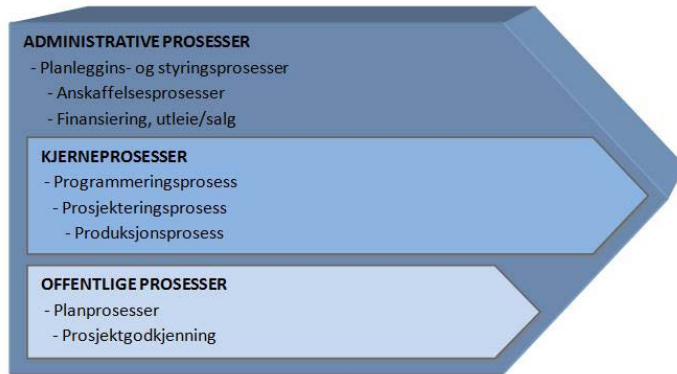 ADMINISTRATIVE PROSESSER
- Planleggins- og styringsprosesser
- Anskaffelsesprosesser
- Finansiering, utleie/salg
KJERNEPROSESSER
- Programmeringsprosess
- Prosjekteringsprosess
- Produksjonsprosess
OFFENTLIGE PROSESSER
- Planprosesser
- Prosjektgodkjenning